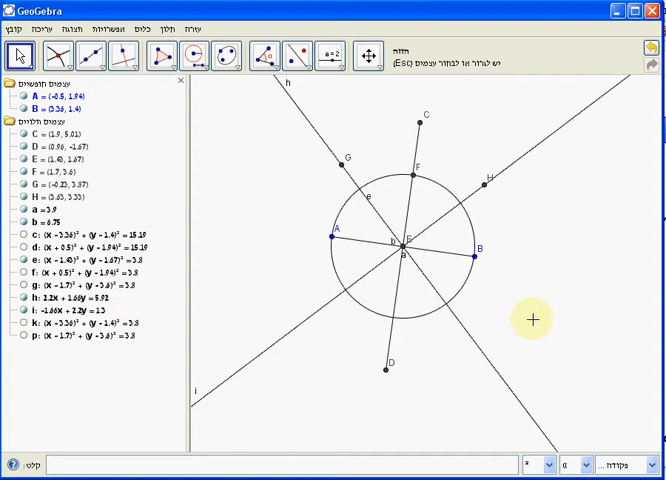 GeoGebra
קובץ עריכה תצוגה אפשרויות כלים חלון עזרה
a = 2
הזזה
יש לגרור או לבחור עצמים (Esc)
עצמים חופשיים
A = (-0.5, 1.94)
B = (3.36, 1.4)
עצמים תלויים
C = (1.9, 5.01)
D = (0.96, -1.67)
E = (1.43, 1.67)
F = (1.7, 3.6)
G = (-0.23, 3.87)
H = (3.63, 3.33)
a = 3.9
b = 6.75
c: (x - 3.36)² + (y - 1.4)² = 15.19
d: (x + 0.5)² + (y - 1.94)² = 15.19
e: (x - 1.43)² + (y - 1.67)² = 3.8
f: (x + 0.5)² + (y - 1.94)² = 3.8
g: (x - 1.7)² + (y - 3.6)² = 3.8
h: 2.2x + 1.66y = 5.92
i: -1.66x + 2.2y = 1.3
k: (x - 3.36)² + (y - 1.4)² = 3.8
p: (x - 1.7)² + (y - 3.6)² = 3.8
h
C
G
F
H
e
A
b
E
B
a
D
i
קלט:
²
α
פקודה ...